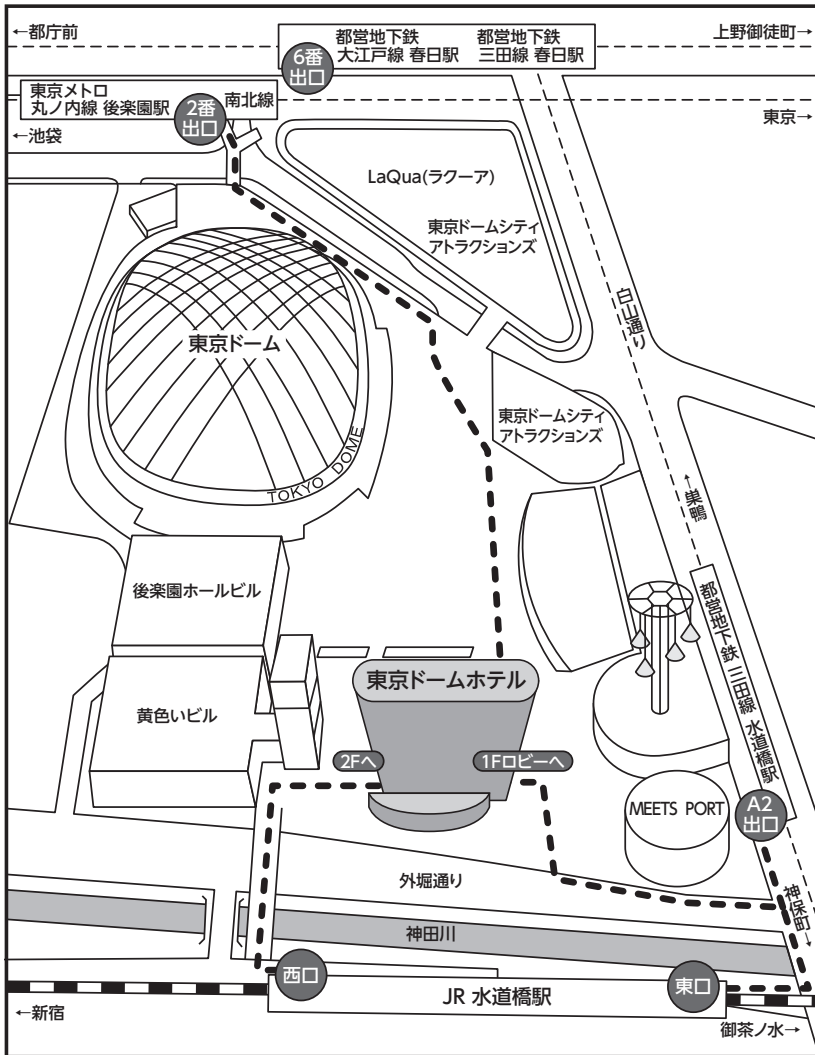 ←都庁前
都営地下鉄
大江戸線 春日駅
都営地下鉄
三田線 春日駅
上野御徒町→
6番
出口
東京メトロ
丸ノ内線 後楽園駅
2番
出口
南北線
←池袋
東京→
LaQua(ラクーア)
東京ドームシティ
アトラクションズ
白山通り
東京ドーム
TOKYO DOME
東京ドームシティ
アトラクションズ
←巣鴨
都営地下鉄 三田線 水道橋駅
後楽園ホールビル
東京ドームホテル
黄色いビル
2Fへ
1Fロビーへ
MEETS PORT
A2
出口
外堀通り
神保町→
神田川
西口
JR 水道橋駅
東口
←新宿
御茶ノ水→